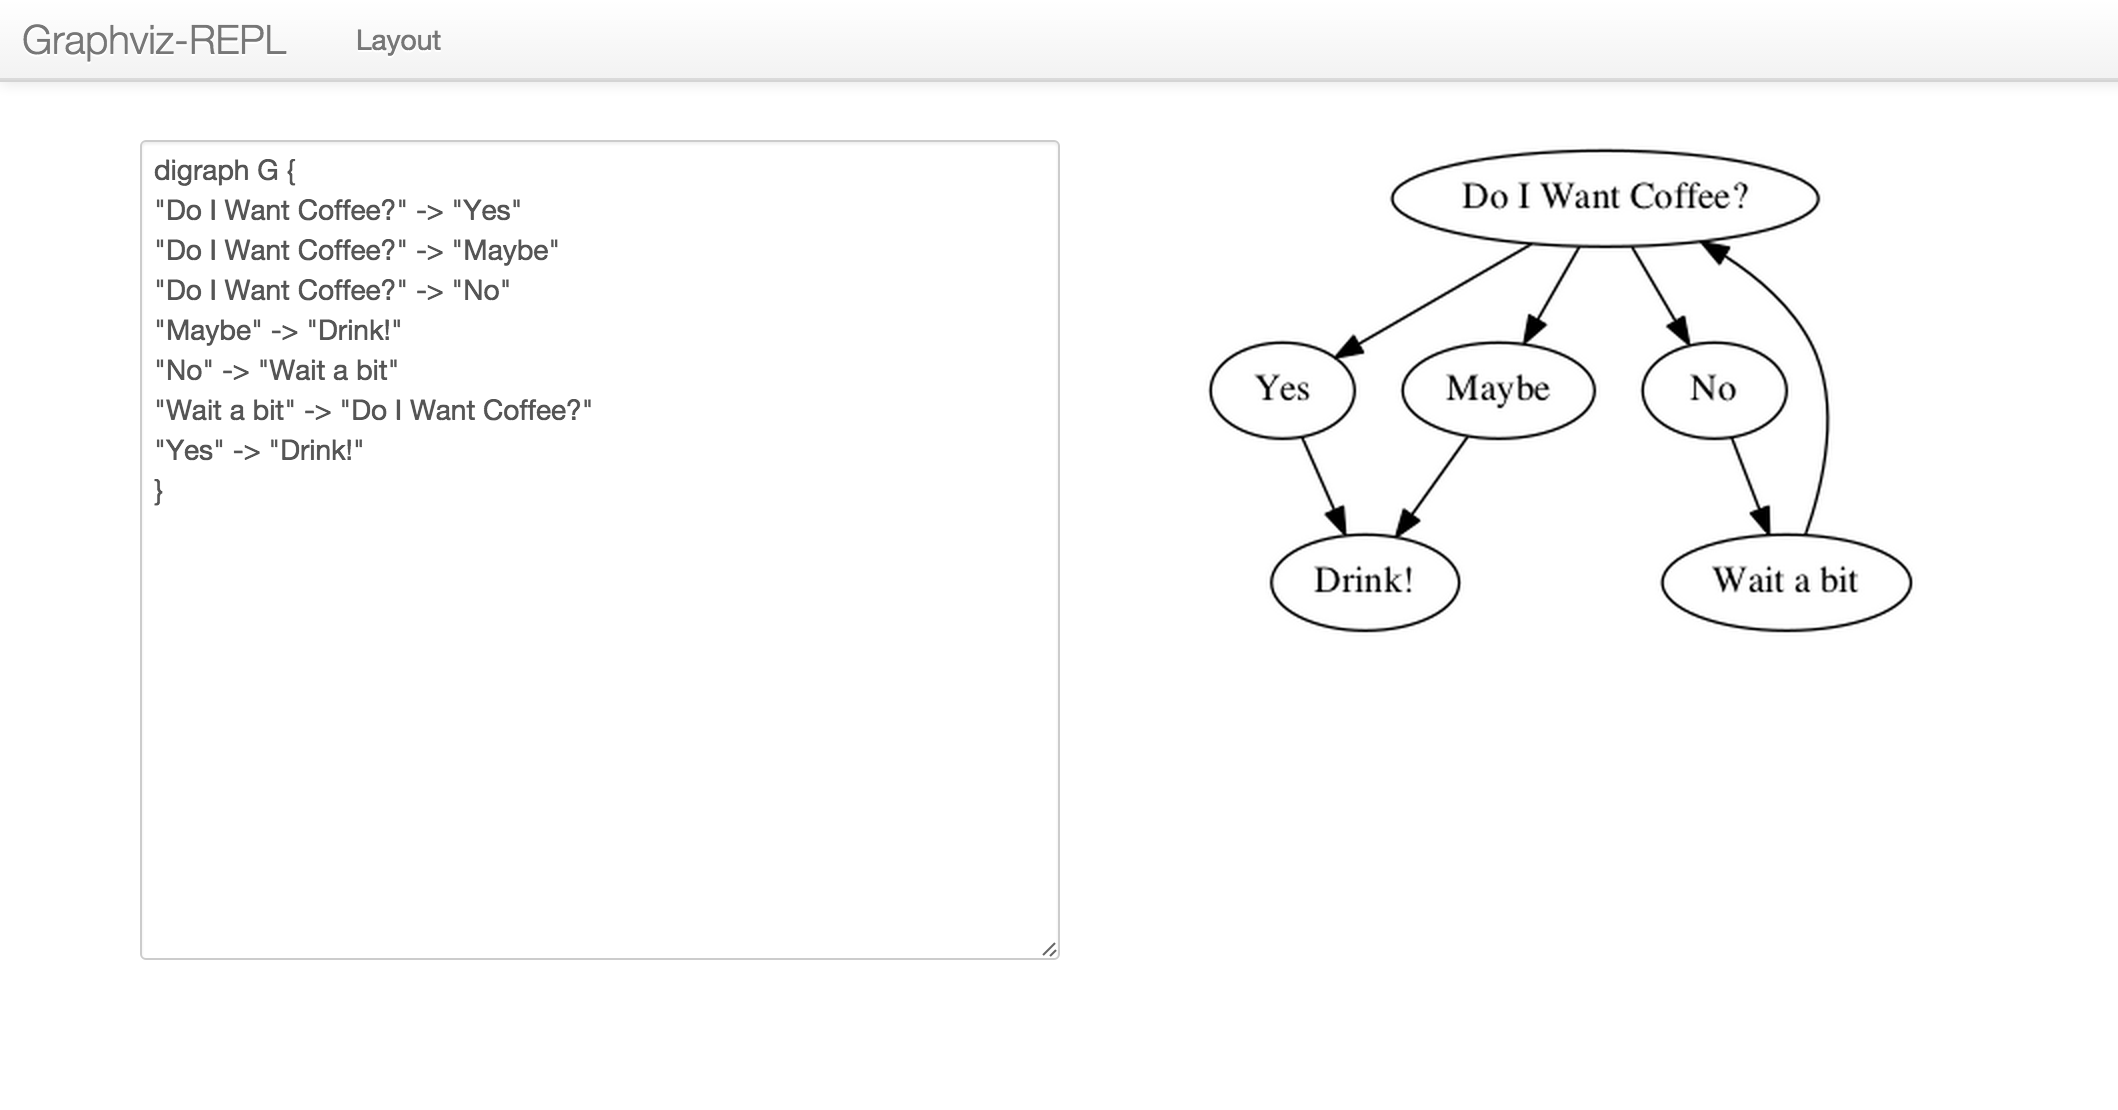 Graphviz-REPL Layout
digraph G {
"Do I Want Coffee?" -> "Yes"
"Do I Want Coffee?" -> "Maybe"
"Do I Want Coffee?" -> "No"
"Maybe" -> "Drink!"
"No" -> "Wait a bit"
"Wait a bit" -> "Do I Want Coffee?"
"Yes" -> "Drink!"
}
Do I Want Coffee?
Yes Maybe No
Drink! Wait a bit